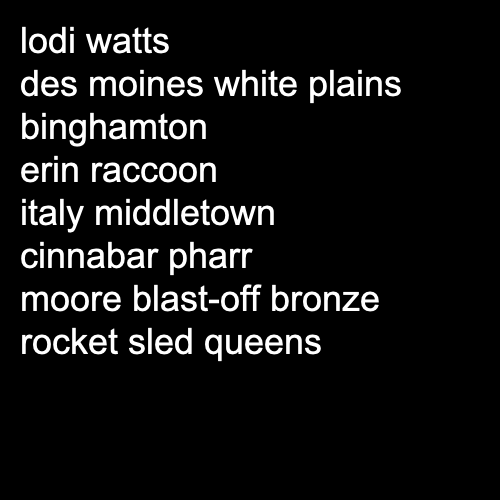 lodi watts
des moines white plains
binghamton
erin raccoon
italy middletown
cinnabar pharr
moore blast-off bronze
rocket sled queens